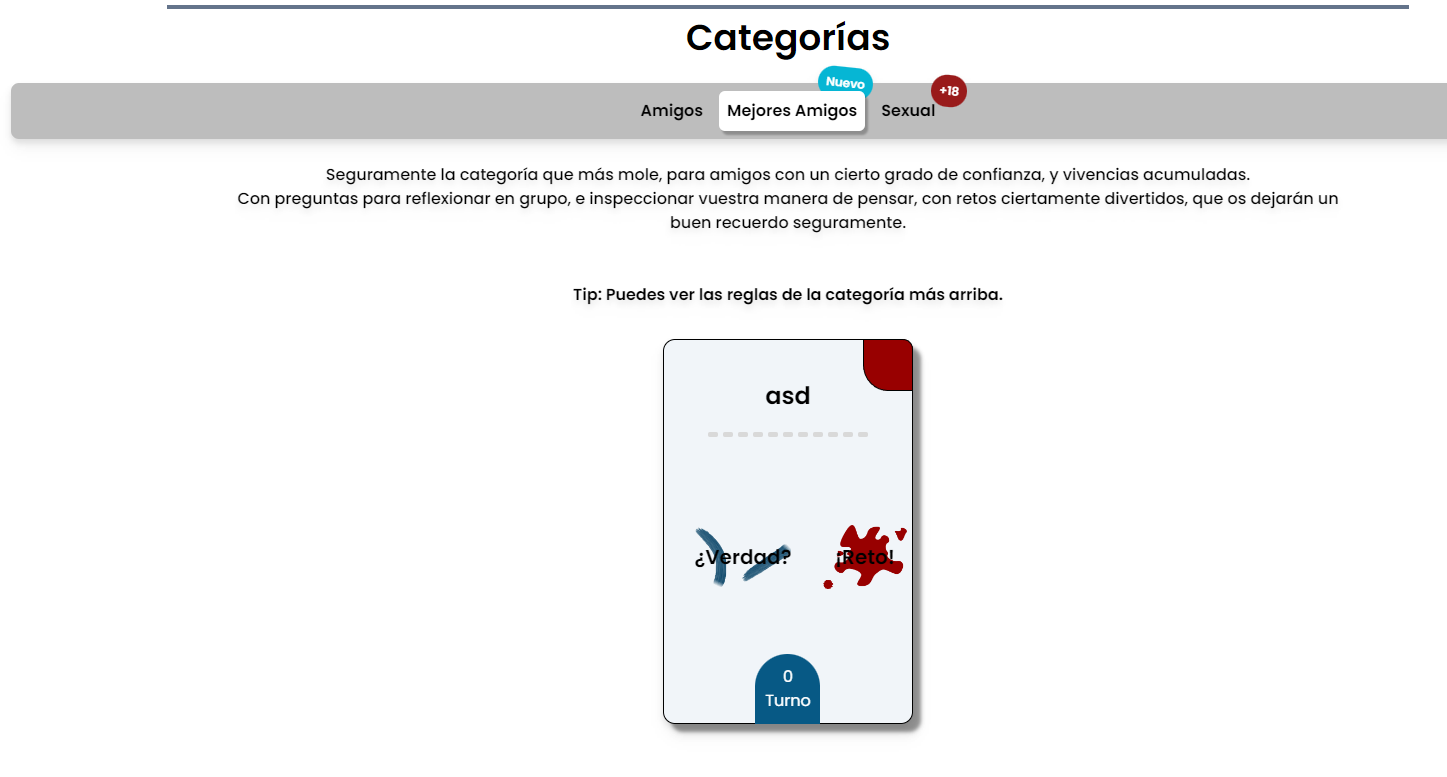 Categorías
Nuevo
+18
Amigos
Mejores Amigos
Sexual
Seguramente la categoría que más mole, para amigos con un cierto grado de confianza, y vivencias acumuladas.
Con preguntas para reflexionar en grupo, e inspeccionar vuestra manera de pensar, con retos ciertamente divertidos, que os dejarán un
buen recuerdo seguramente.
Tip: Puedes ver las reglas de la categoría más arriba.
asd
¿Verdad?
¡Reto!
0
Turno